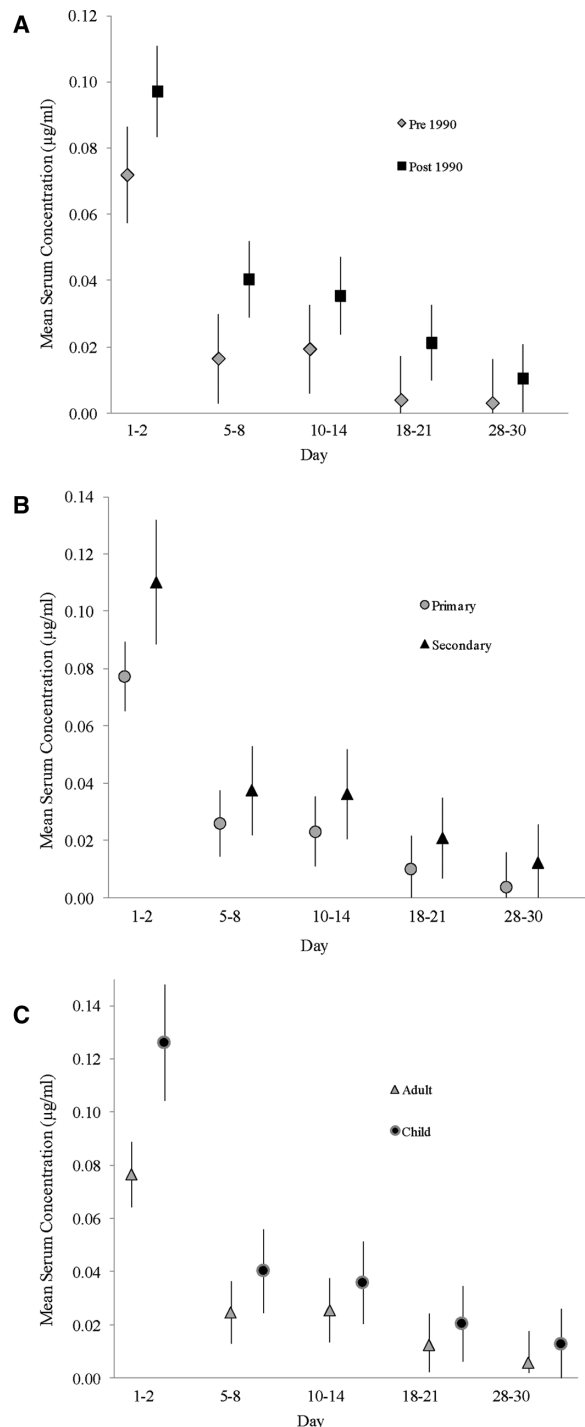 A
Mean Serum Concentration (µg/ml)
0.12
0.10
0.08
0.06
0.04
0.02
0.00
Pre 1990
Post 1990
1-2 5-8 10-14 18-21 28-30
Day
B
Mean Serum Concentration (µg/ml)
0.14
0.12
0.10
0.08
0.06
0.04
0.02
0.00
Primary
Secondary
1-2 5-8 10-14 18-21 28-30
Day
C
Mean Serum Concentration (µg/ml)
0.14
0.12
0.10
0.08
0.06
0.04
0.02
0.00
Adult
Child
1-2 5-8 10-14 18-21 28-30
Day